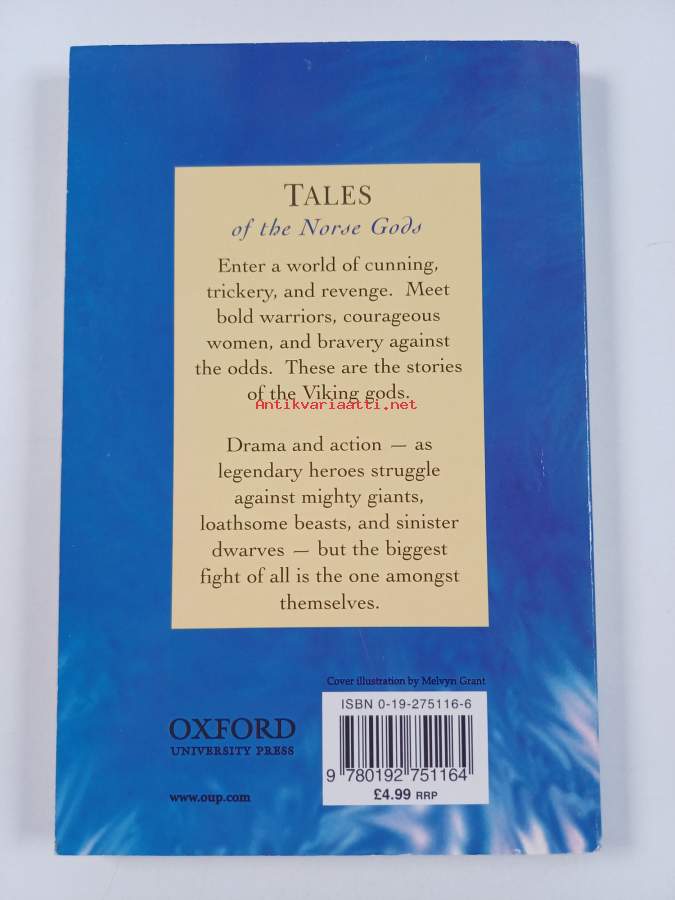 TALES
of the Norse Gods
Enter a world of cunning,
trickery, and revenge. Meet
bold warriors, courageous
women, and bravery against
the odds. These are the stories
of the Viking gods.
Antikvariaatti.net
Drama and action — as
legendary heroes struggle
against mighty giants,
loathsome beasts, and sinister
dwarves — but the biggest
fight of all is the one amongst
themselves.
Cover illustration by Melvyn Grant
ISBN 0-19-275116-6
OXFORD
UNIVERSITY PRESS
9 780192 751164
£4.99 RRP
www.oup.com